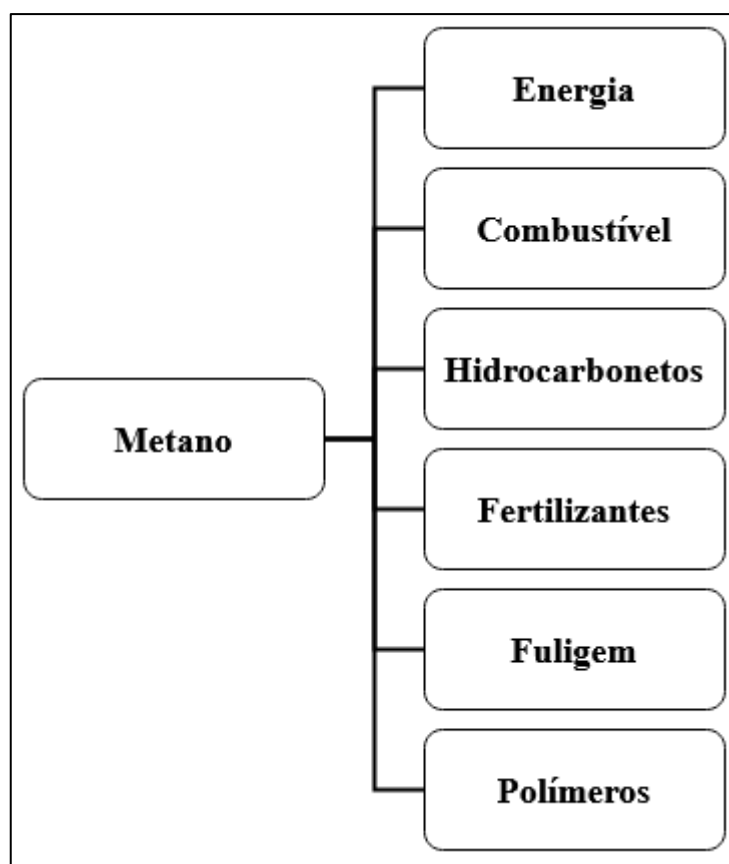 Energia
Combustível
Hidrocarbonetos
Metano
Fertilizantes
Fuligem
Polímeros